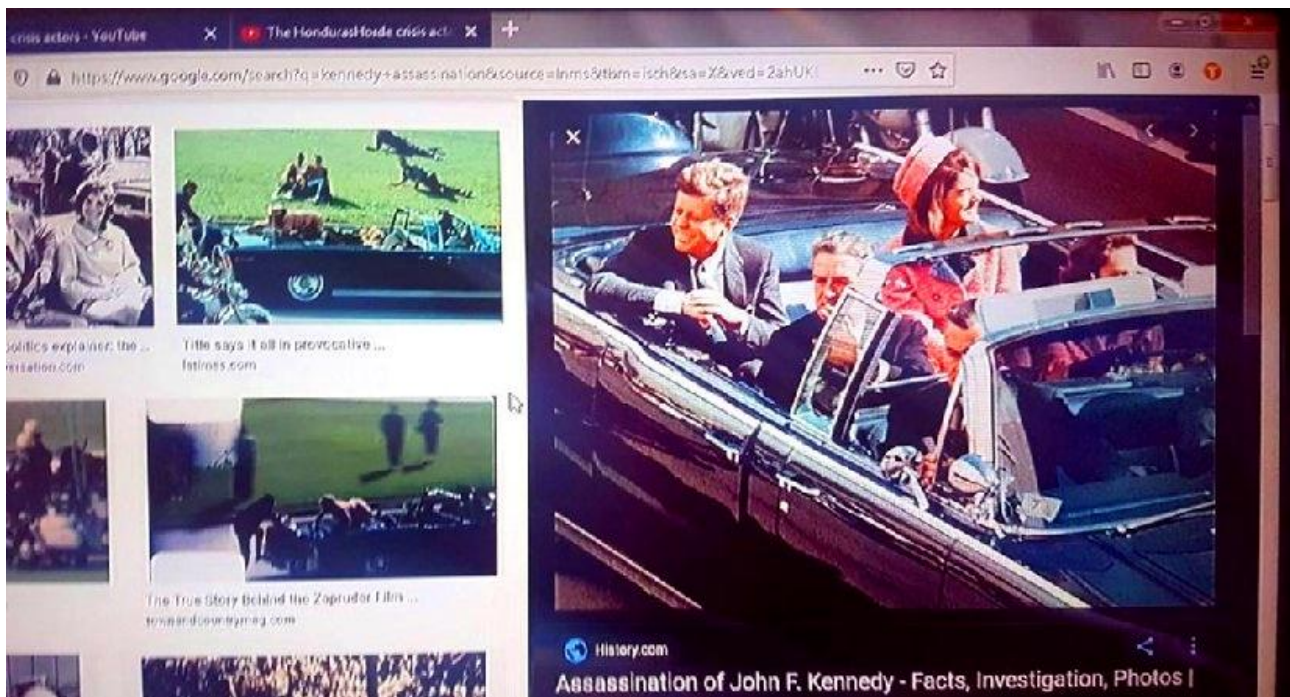 crisis actors - YouTube
The HondurasHorde crisis act
https://www.google.com/search?q=kennedy+assassination&source=lnms&tbm=isch&sa=X&ved=2ahUK
politics explainer: the ...
ersation.com
Title says it all in provocative ...
latimes.com
The True Story Behind the Zapruder Film ...
townandcountrymag.com
History.com
Assassination of John F. Kennedy - Facts, Investigation, Photos |